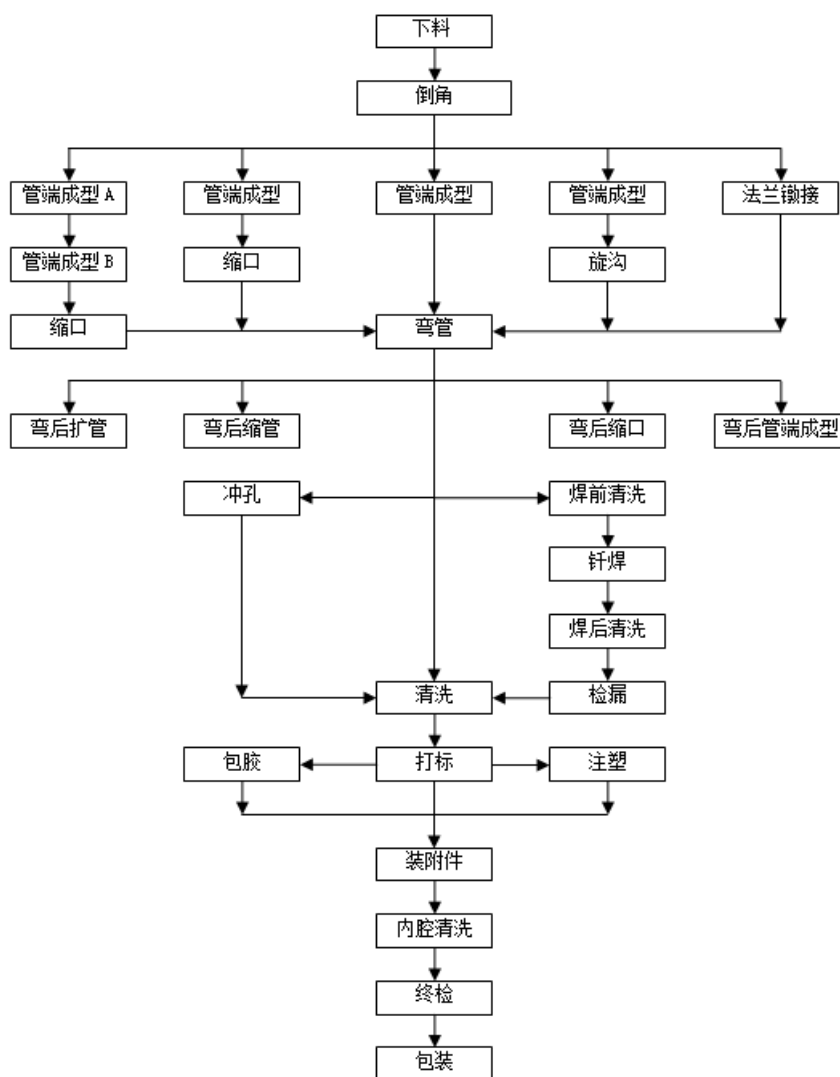 下料
倒角
管端成型 A
管端成型
管端成型
管端成型
法兰镦接
管端成型 B
缩口
旋沟
缩口
弯管
弯后扩管
弯后缩管
弯后缩口
弯后管端成型
冲孔
焊前清洗
钎焊
焊后清洗
清洗
检漏
包胶
打标
注塑
装附件
内腔清洗
终检
包装